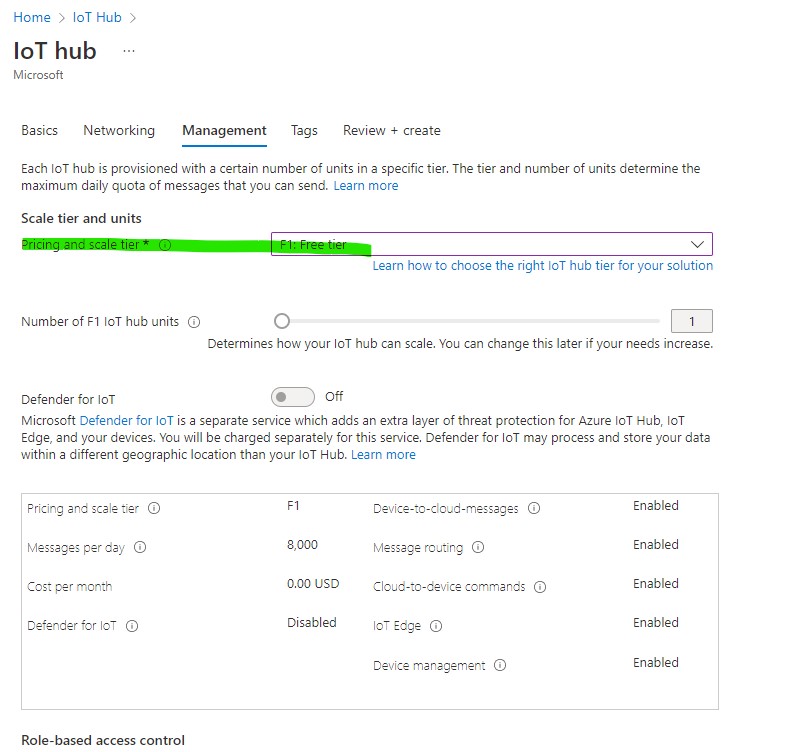 Home > IoT Hub >
IoT hub ...
Microsoft
Basics Networking Management Tags Review + create
Each IoT hub is provisioned with a certain number of units in a specific tier. The tier and number of units determine the
maximum daily quota of messages that you can send. Learn more
Scale tier and units
Pricing and scale tier * F1: Free tier
Learn how to choose the right IoT hub tier for your solution
Number of F1 IoT hub units 1
Determines how your IoT hub can scale. You can change this later if your needs increase.
Defender for IoT Off
Microsoft Defender for IoT is a separate service which adds an extra layer of threat protection for Azure IoT Hub, IoT
Edge, and your devices. You will be charged separately for this service. Defender for IoT may process and store your data
within a different geographic location than your IoT Hub. Learn more
Pricing and scale tier F1 Device-to-cloud-messages Enabled
Messages per day 8,000 Message routing Enabled
Cost per month 0.00 USD Cloud-to-device commands Enabled
Defender for IoT Disabled IoT Edge Enabled
Device management Enabled
Role-based access control